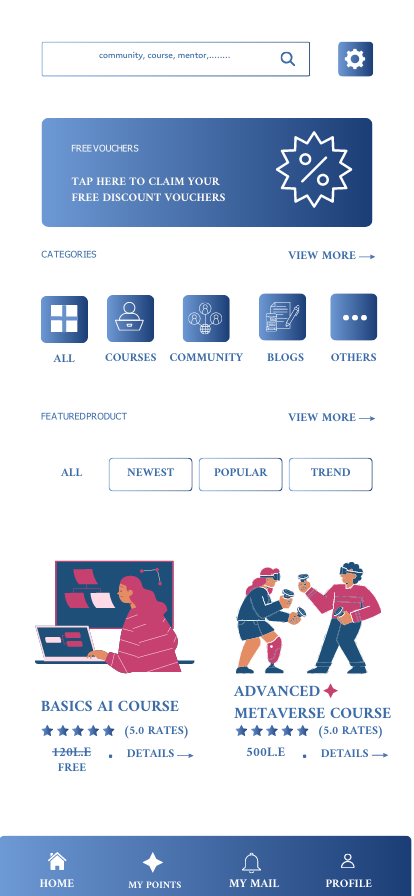 community, course, mentor,........
FREEVOUCHERS
TAP HERE TO CLAIM YOUR
FREE DISCOUNT VOUCHERS
CATEGORIES
VIEW MORE
ALL
COURSES
COMMUNITY
BLOGS
OTHERS
FEATUREDPRODUCT
VIEW MORE
ALL
NEWEST
POPULAR
TREND
BASICS AI COURSE
(5.0 RATES)
120L.E
FREE
. DETAILS
ADVANCED
METAVERSE COURSE
(5.0 RATES)
500L.E
. DETAILS
HOME
MY POINTS
MY MAIL
PROFILE